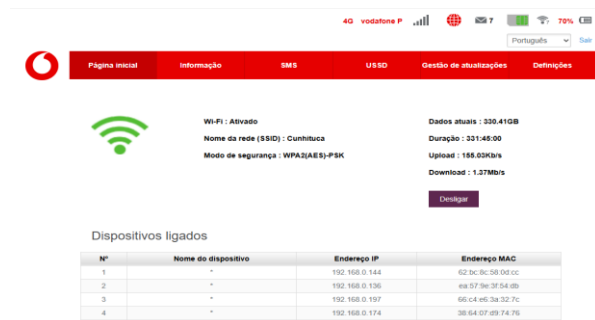 4G vodafone P 7 70%
Português Sair
Página inicial Informação SMS USSD Gestão de atualizações Definições
Wi-Fi : Ativado
Nome da rede (SSID) : Cunhituca
Modo de segurança : WPA2(AES)-PSK
Dados atuais : 330.41GB
Duração : 331:45:00
Upload : 155.03Kb/s
Download : 1.37Mb/s
Desligar
Dispositivos ligados
Nº Nome do dispositivo Endereço IP Endereço MAC
1 * 192.168.0.144 62:bc:8c:58:0d:cc
2 * 192.168.0.136 ea:57:9e:3f:54:db
3 * 192.168.0.197 66:c4:e6:3a:32:7c
4 * 192.168.0.174 38:64:07:d9:74:76